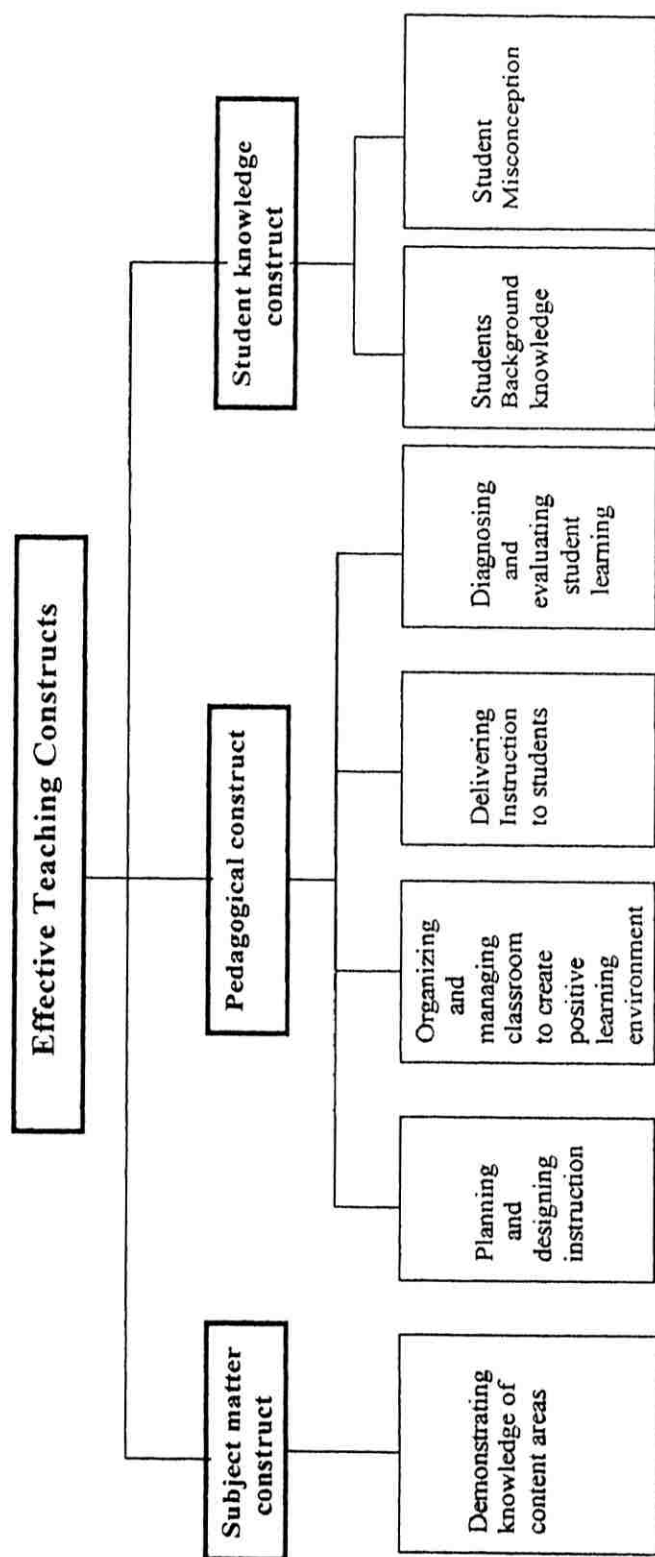 Effective Teaching Constructs
Subject matter
construct
Pedagogical construct
Student knowledge
construct
Demonstrating
knowledge of
content areas
Planning
and
designing
instruction
Organizing
and
managing
classroom
to create
positive
learning
environment
Delivering
Instruction
to students
Diagnosing
and
evaluating
student
learning
Students
Background
knowledge
Student
Misconception